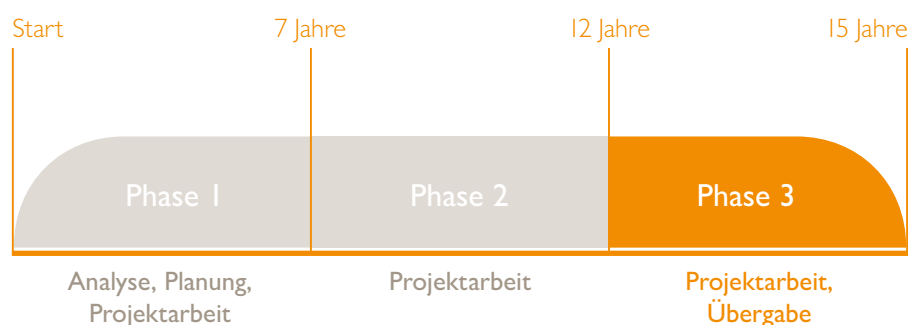 Start 7 Jahre 12 Jahre 15 Jahre
Phase 1 Phase 2 Phase 3
Analyse, Planung, Projektarbeit Projektarbeit,
Projektarbeit Übergabe